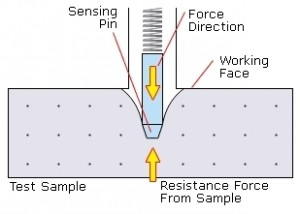 Sensing
Pin
Force
Direction
Working
Face
Test Sample
Resistance Force
From Sample